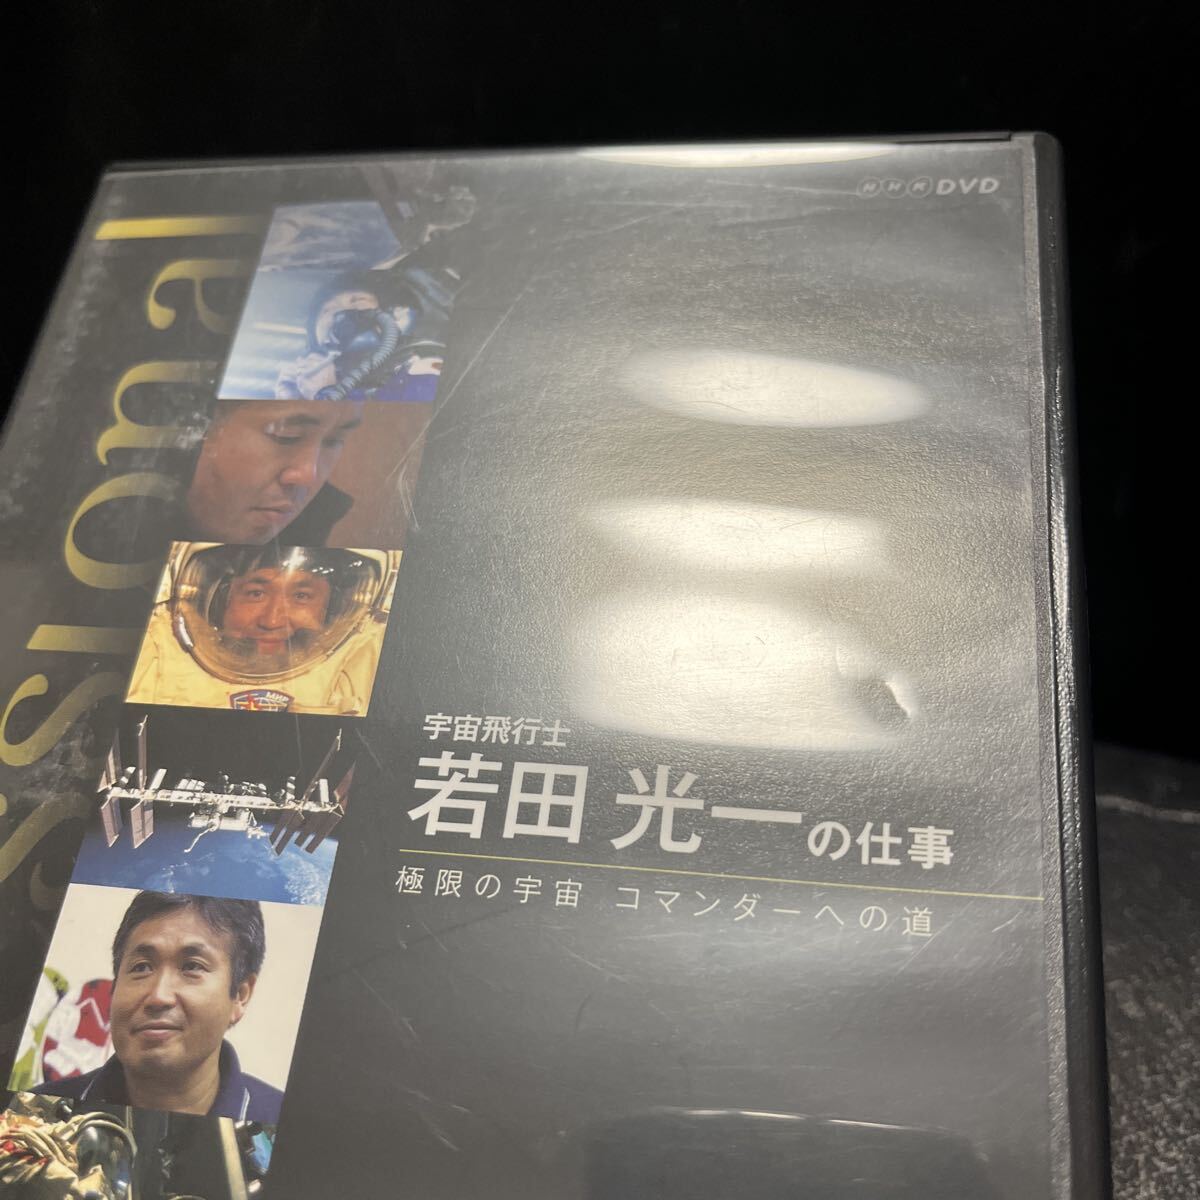 NHK DVD
ssional
宇宙飛行士
若田 光一の仕事
極限の宇宙 コマンダーへの道